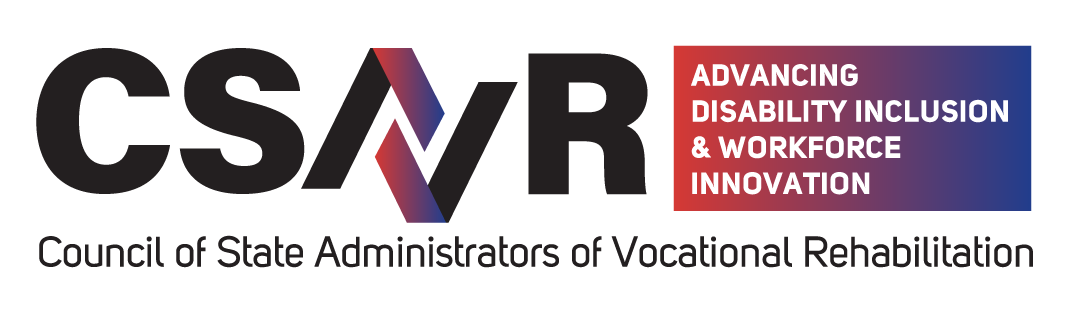 CSAVR
ADVANCING
DISABILITY INCLUSION
& WORKFORCE
INNOVATION
Council of State Administrators of Vocational Rehabilitation